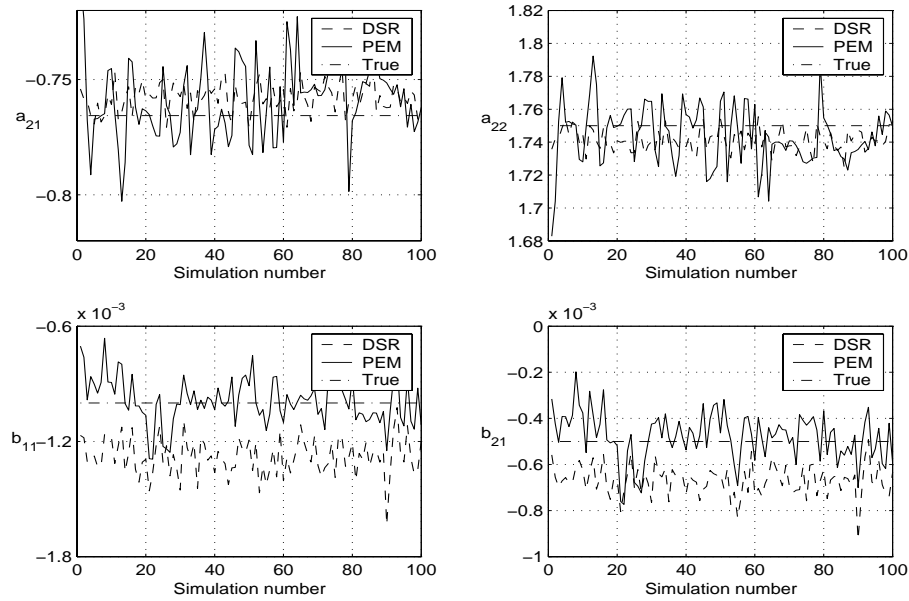 DSR
PEM
True
−0.75
−0.8
a21
0 20 40 60 80 100
Simulation number
DSR
PEM
True
1.82
1.8
1.78
1.76
1.74
1.72
1.7
1.68
a22
0 20 40 60 80 100
Simulation number
x 10−3
DSR
PEM
True
−0.6
−1.2
−1.8
b11
0 20 40 60 80 100
Simulation number
x 10−3
DSR
PEM
True
0
−0.2
−0.4
−0.6
−0.8
−1
b21
0 20 40 60 80 100
Simulation number